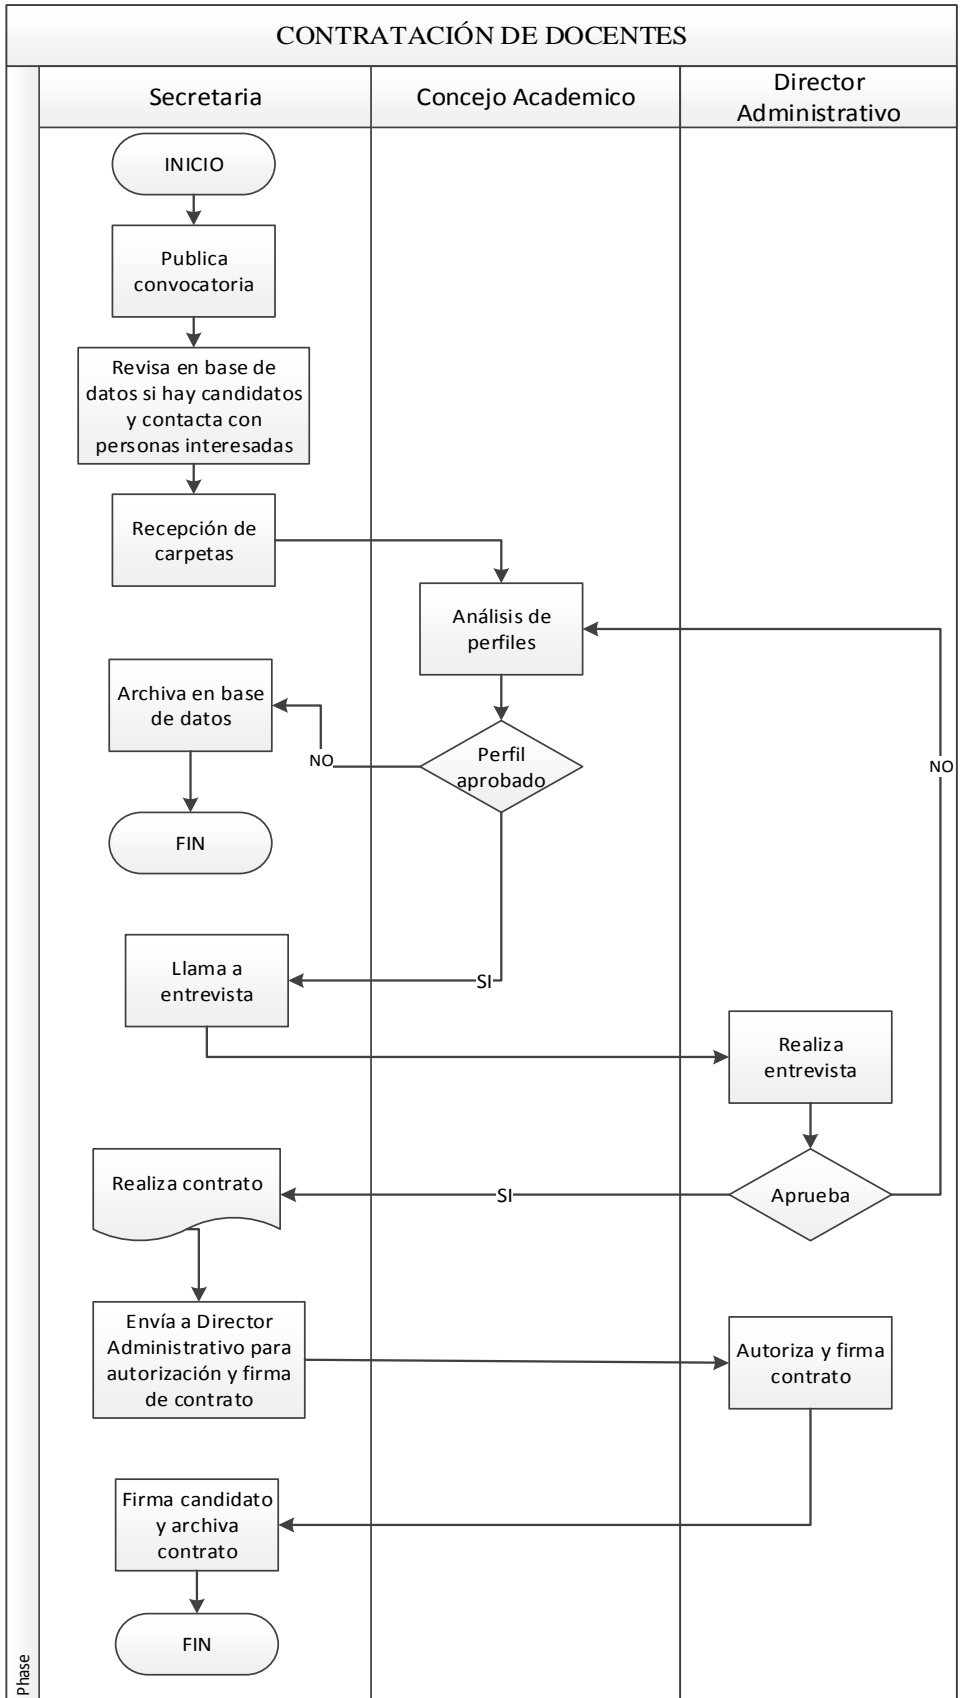 CONTRATACIÓN DE DOCENTES
Secretaria
Concejo Academico
Director
Administrativo
INICIO
Publica
convocatoria
Revisa en base de
datos si hay candidatos
y contacta con
personas interesadas
Recepción de
carpetas
Análisis de
perfiles
Archiva en base
de datos
NO
Perfil
aprobado
NO
FIN
Llama a
entrevista
SI
Realiza
entrevista
Realiza contrato
SI
Aprueba
Envía a Director
Administrativo para
autorización y firma
de contrato
Autoriza y firma
contrato
Firma candidato
y archiva
contrato
FIN
Phase